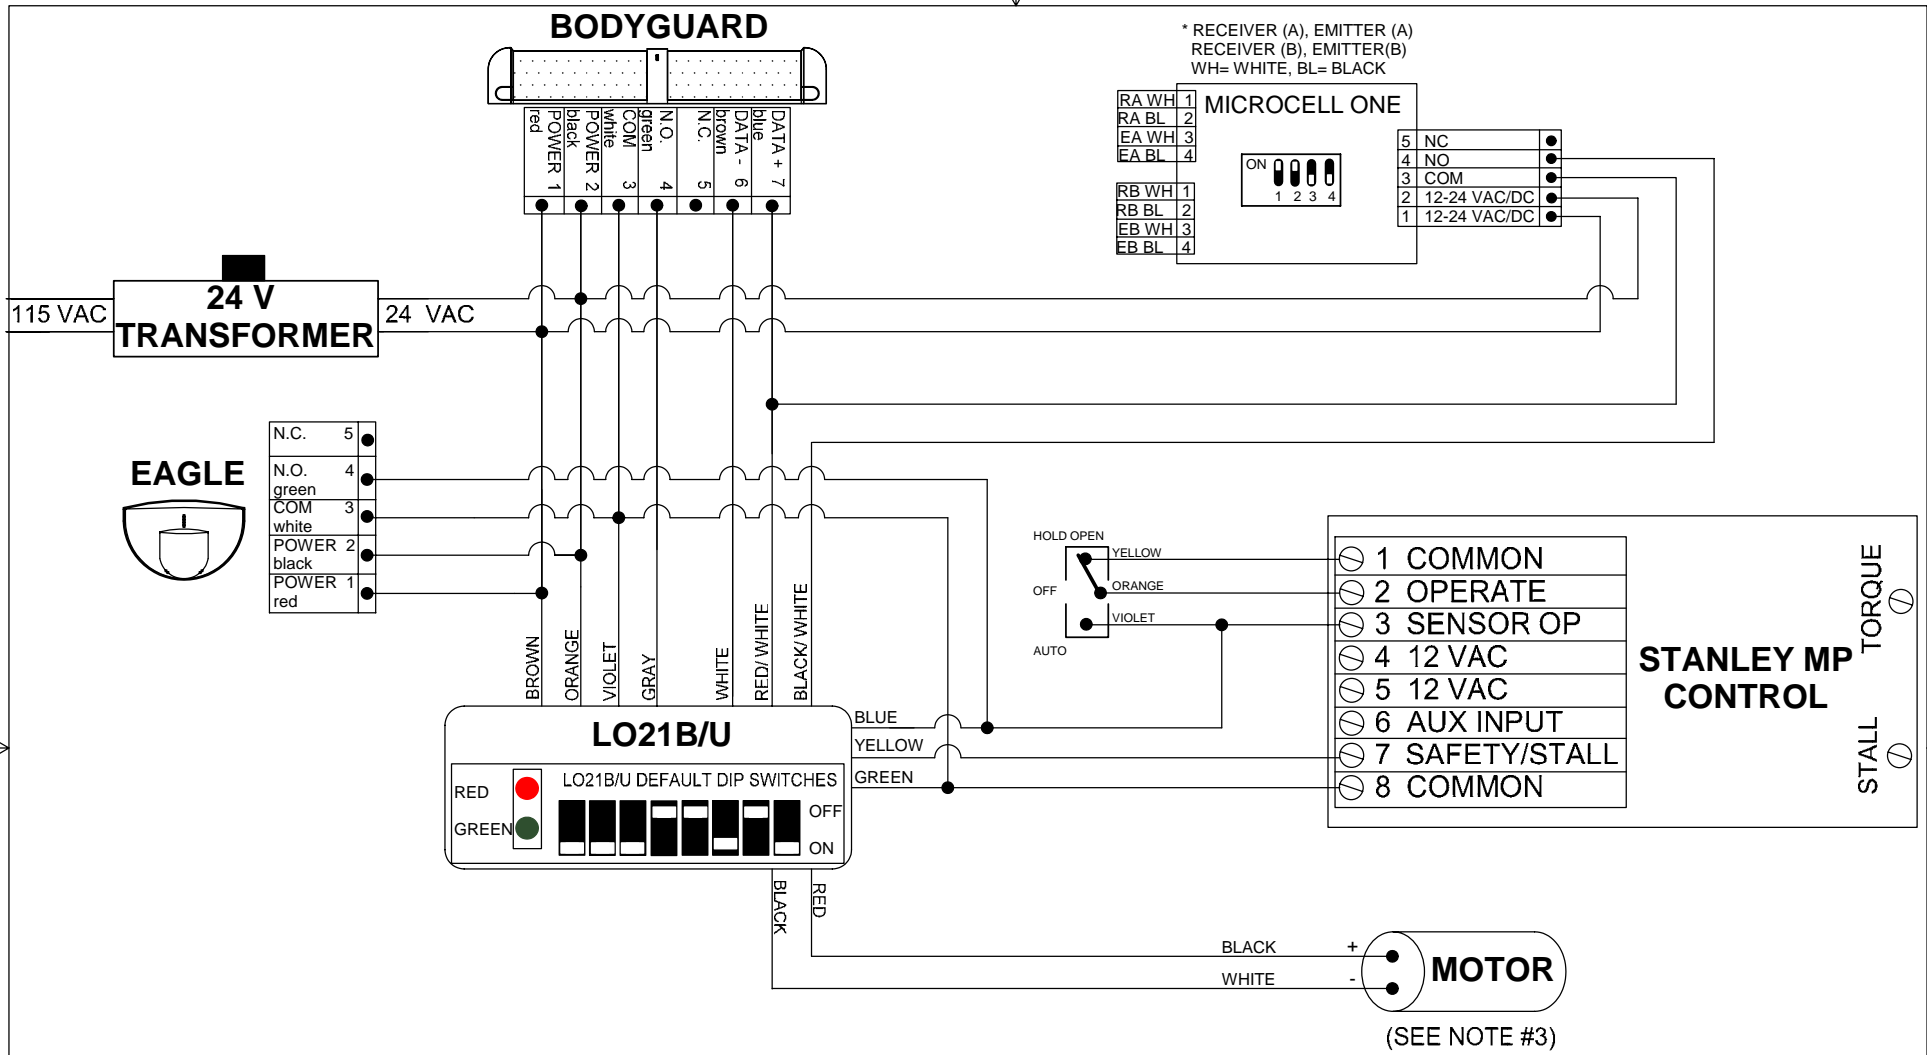 BODYGUARD
* RECEIVER (A), EMITTER (A)
RECEIVER (B), EMITTER(B)
WH= WHITE, BL= BLACK
MICROCELL ONE
RA WH 1
RA BL 2
EA WH 3
EA BL 4
RB WH 1
RB BL 2
EB WH 3
EB BL 4
ON
1 2 3 4
5 NC
4 NO
3 COM
2 12-24 VAC/DC
1 12-24 VAC/DC
POWER 1
red
POWER 2
black
COM 3
white
N.O. 4
green
N.C. 5
DATA - 6
brown
DATA + 7
blue
115 VAC
24 V
TRANSFORMER
24 VAC
EAGLE
N.C. 5
N.O. 4
green
COM 3
white
POWER 2
black
POWER 1
red
HOLD OPEN
OFF
AUTO
YELLOW
ORANGE
VIOLET
1 COMMON
2 OPERATE
3 SENSOR OP
4 12 VAC
5 12 VAC
6 AUX INPUT
7 SAFETY/STALL
8 COMMON
STANLEY MP
CONTROL
TORQUE
STALL
BROWN
ORANGE
VIOLET
GRAY
WHITE
RED/ WHITE
BLACK/ WHITE
LO21B/U
BLUE
YELLOW
GREEN
LO21B/U DEFAULT DIP SWITCHES
RED
GREEN
OFF
ON
BLACK
RED
BLACK +
WHITE -
MOTOR
(SEE NOTE #3)